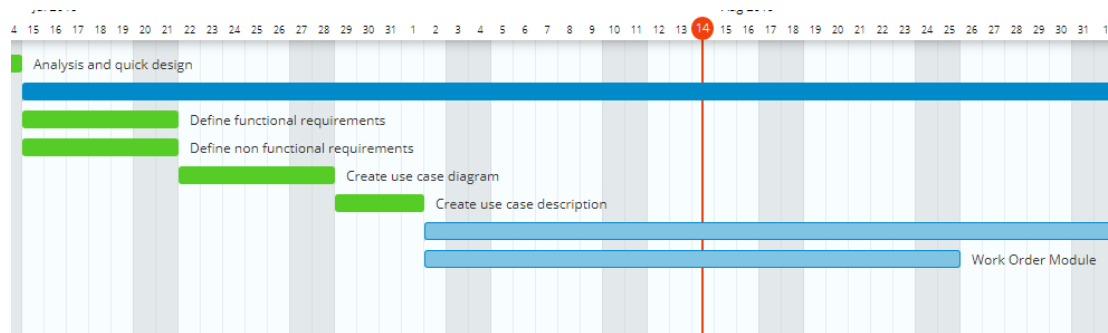 4 15 16 17 18 19 20 21 22 23 24 25 26 27 28 29 30 31 1 2 3 4 5 6 7 8 9 10 11 12 13 14 15 16 17 18 19 20 21 22 23 24 25 26 27 28 29 30 31
Analysis and quick design
Define functional requirements
Define non functional requirements
Create use case diagram
Create use case description
Work Order Module